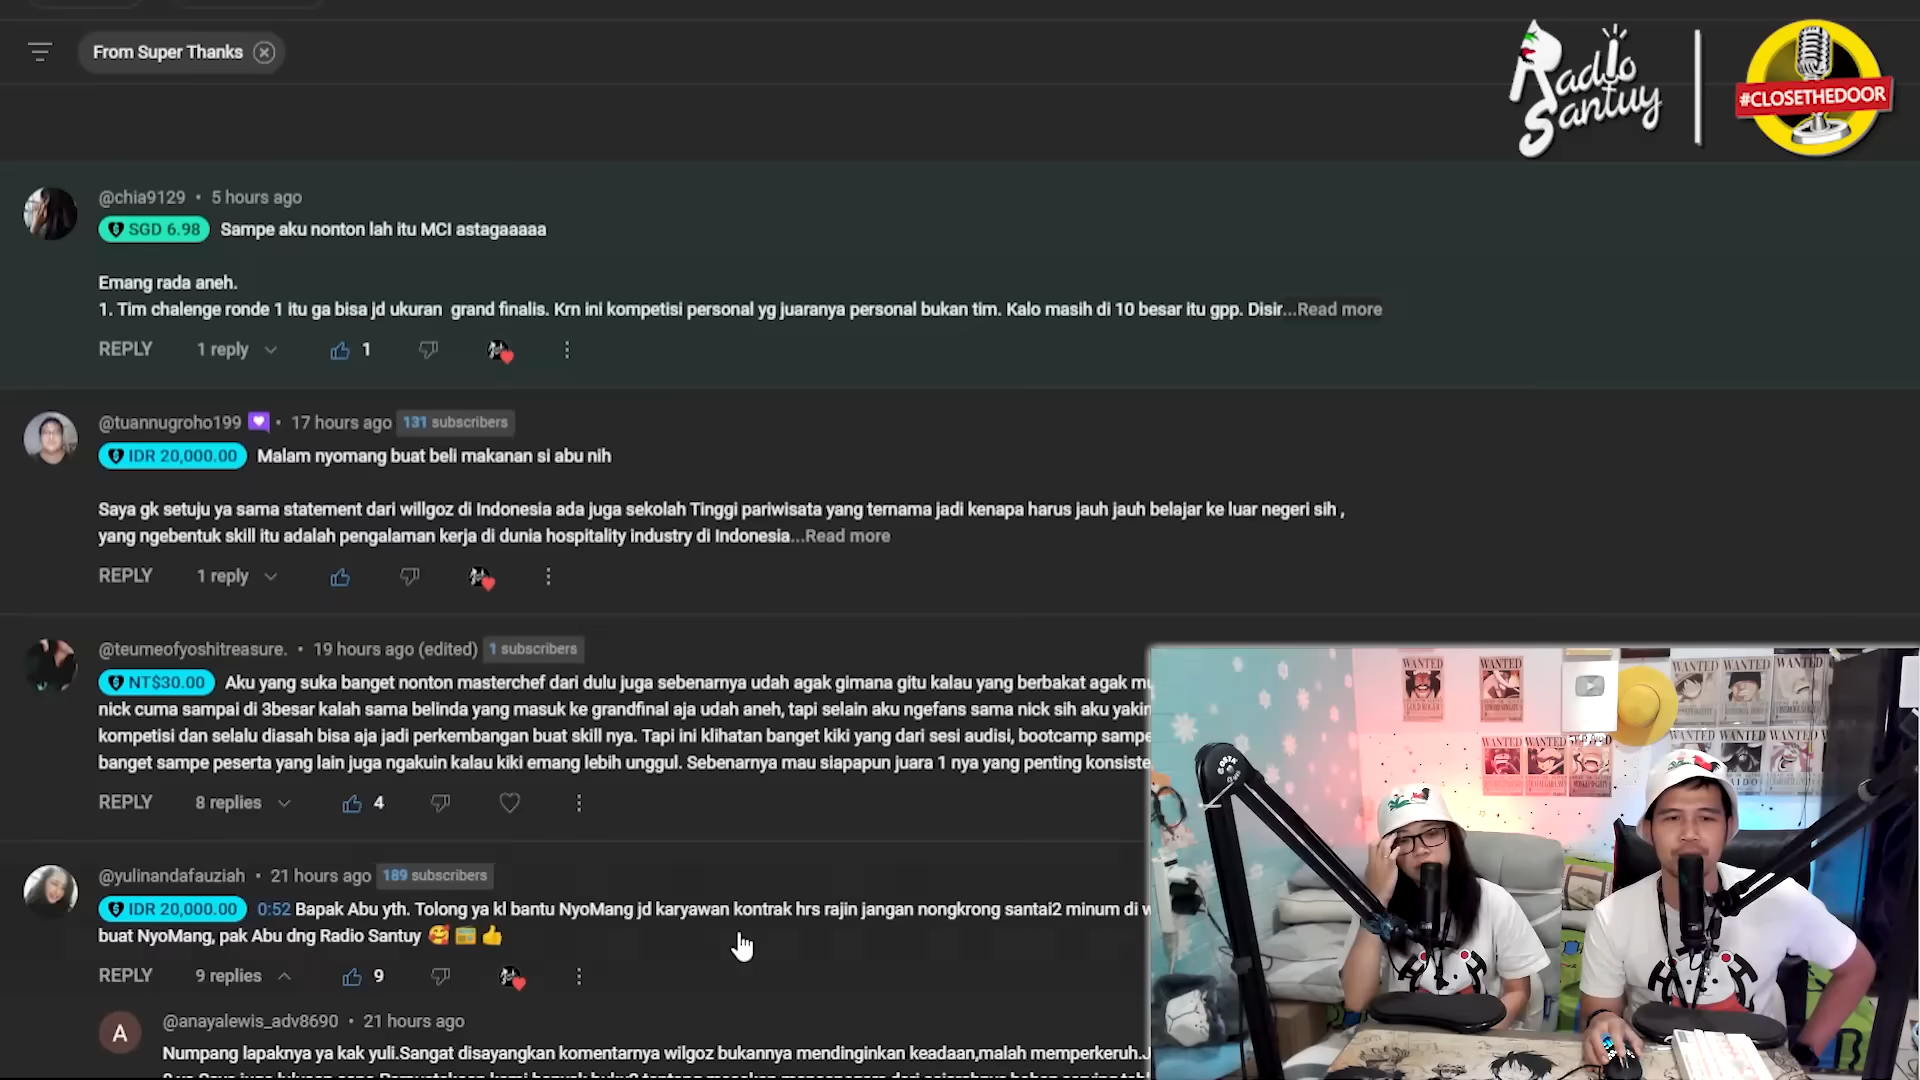 From Super Thanks
Radio
Santuy
#CLOSETHEDOOR
@chia9129 • 5 hours ago
SGD 6.98 Sampe aku nonton lah itu MCI astagaaaaa
Emang rada aneh.
1. Tim chalenge ronde 1 itu ga bisa jd ukuran grand finalis. Krn ini kompetisi personal yg juaranya personal bukan tim. Kalo masih di 10 besar itu gpp. Disir...Read more
REPLY 1 reply 1
@tuannugroho199 • 17 hours ago 131 subscribers
IDR 20,000.00 Malam nyomang buat beli makanan si abu nih
Saya gk setuju ya sama statement dari willgoz di Indonesia ada juga sekolah Tinggi pariwisata yang ternama jadi kenapa harus jauh jauh belajar ke luar negeri sih ,
yang ngebentuk skill itu adalah pengalaman kerja di dunia hospitality industry di Indonesia...Read more
REPLY 1 reply
@teumeofyoshitreasure. • 19 hours ago (edited) 1 subscribers
NT$30.00 Aku yang suka banget nonton masterchef dari dulu juga sebenarnya udah agak gimana gitu kalau yang berbakat agak mu
nick cuma sampai di 3besar kalah sama belinda yang masuk ke grandfinal aja udah aneh, tapi selain aku ngefans sama nick sih aku yakin
kompetisi dan selalu diasah bisa aja jadi perkembangan buat skill nya. Tapi ini klihatan banget kiki yang dari sesi audisi, bootcamp sampe
banget sampe peserta yang lain juga ngakuin kalau kiki emang lebih unggul. Sebenarnya mau siapapun juara 1 nya yang penting konsiste
REPLY 8 replies 4
@yulinandafauziah • 21 hours ago 189 subscribers
IDR 20,000.00 0:52 Bapak Abu yth. Tolong ya kl bantu NyoMang jd karyawan kontrak hrs rajin jangan nongkrong santai2 minum di w
buat NyoMang, pak Abu dng Radio Santuy 🥰📻👍
REPLY 9 replies 9
A
@anayalewis_adv8690 • 21 hours ago
Numpang lapaknya ya kak yuli.Sangat disayangkan komentarnya wilgoz bukannya mendinginkan keadaan,malah memperkeruh.J
WANTED
WANTED
WANTED WANTED WANTED
WANTED WANTED WANTED